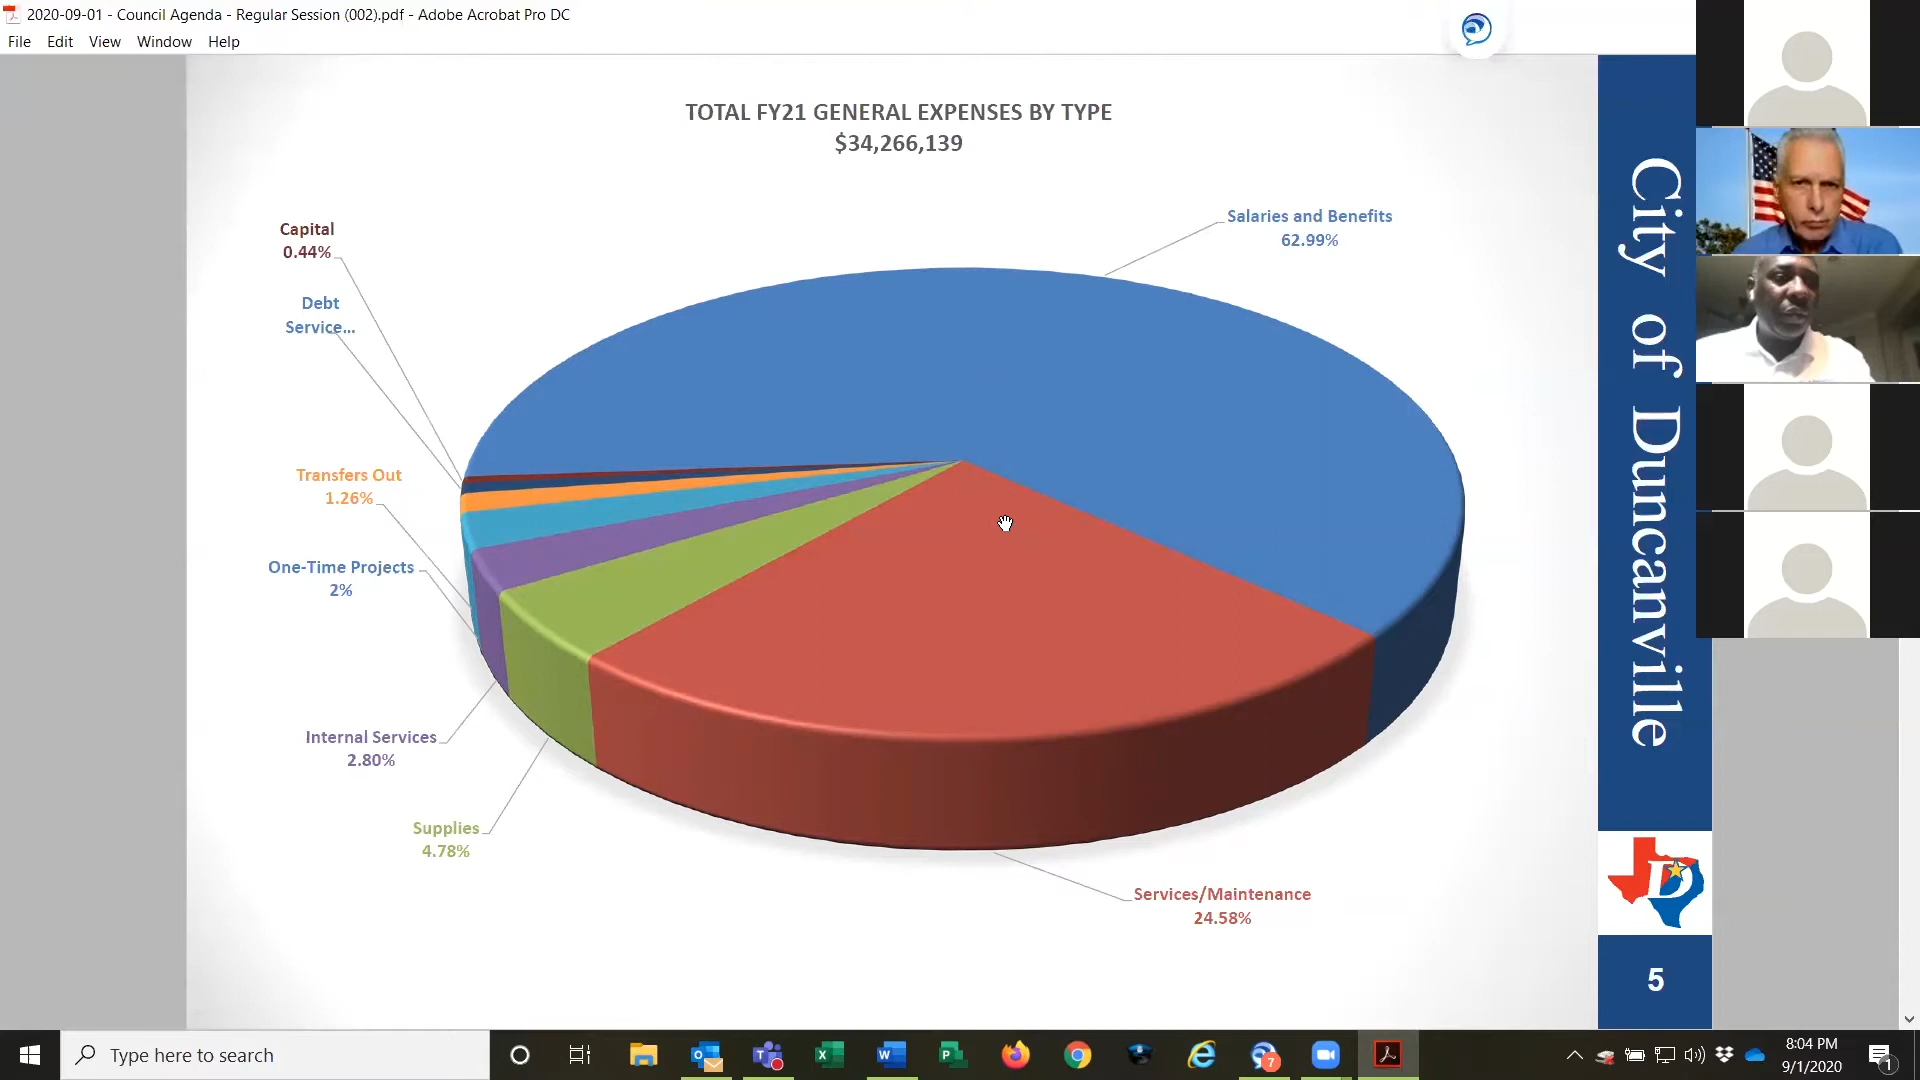 2020-09-01 - Council Agenda - Regular Session (002).pdf - Adobe Acrobat Pro DC
File Edit View Window Help
TOTAL FY21 GENERAL EXPENSES BY TYPE
$34,266,139
Capital
0.44%
Salaries and Benefits
62.99%
Debt
Service...
Transfers Out
1.26%
One-Time Projects
2%
Internal Services
2.80%
Supplies
4.78%
Services/Maintenance
24.58%
City of Duncanville
D
5
Type here to search
7
8:04 PM
9/1/2020
1